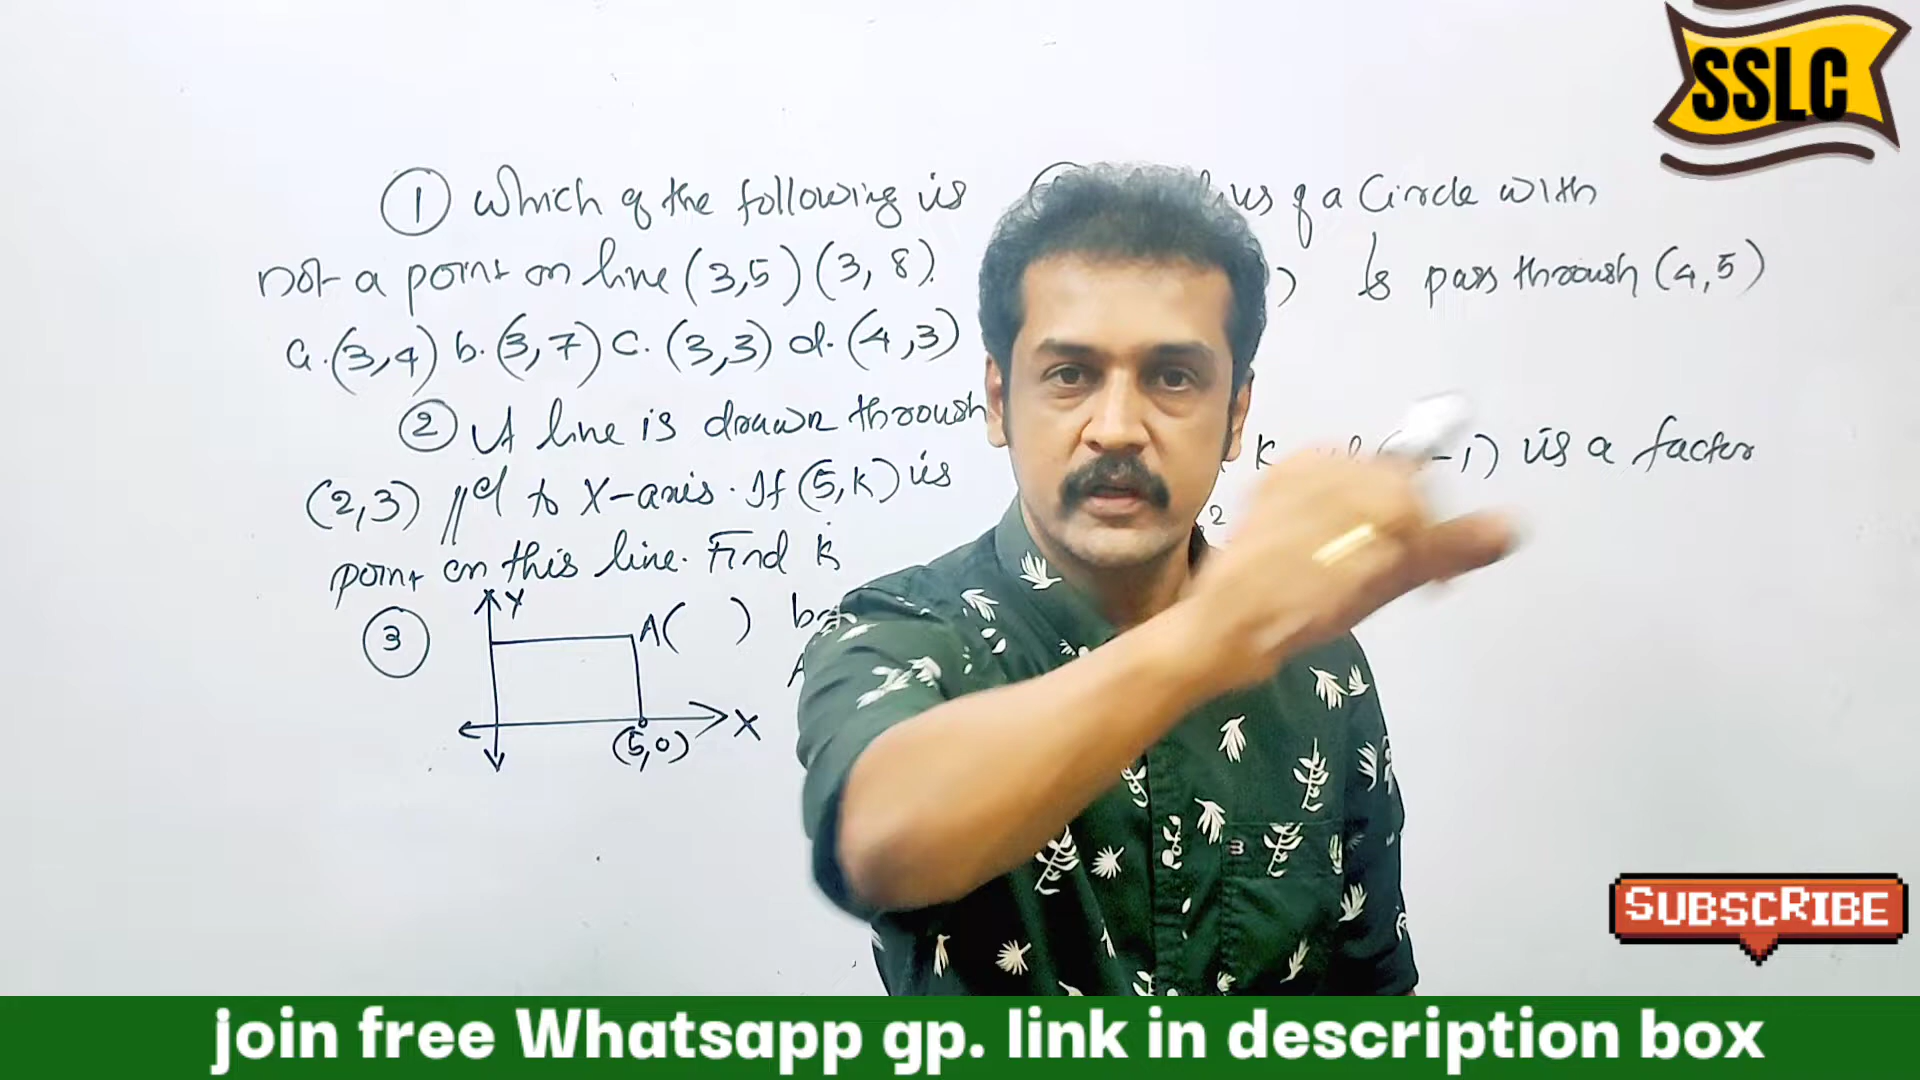 SSLC
① Which of the following is
not a point on line (3,5) (3, 8).
a. (3,4) b. (3,7) c. (3,3) d. (4,3)
② A line is drawn through
(2,3) ||el to X-axis. If (5,k) is
point on this line. Find k
③
Y
A( )
X
(5,0)
of a Circle with
) & pass through (4,5)
k
-1) is a factor
2
SUBSCRIBE
join free Whatsapp gp. link in description box